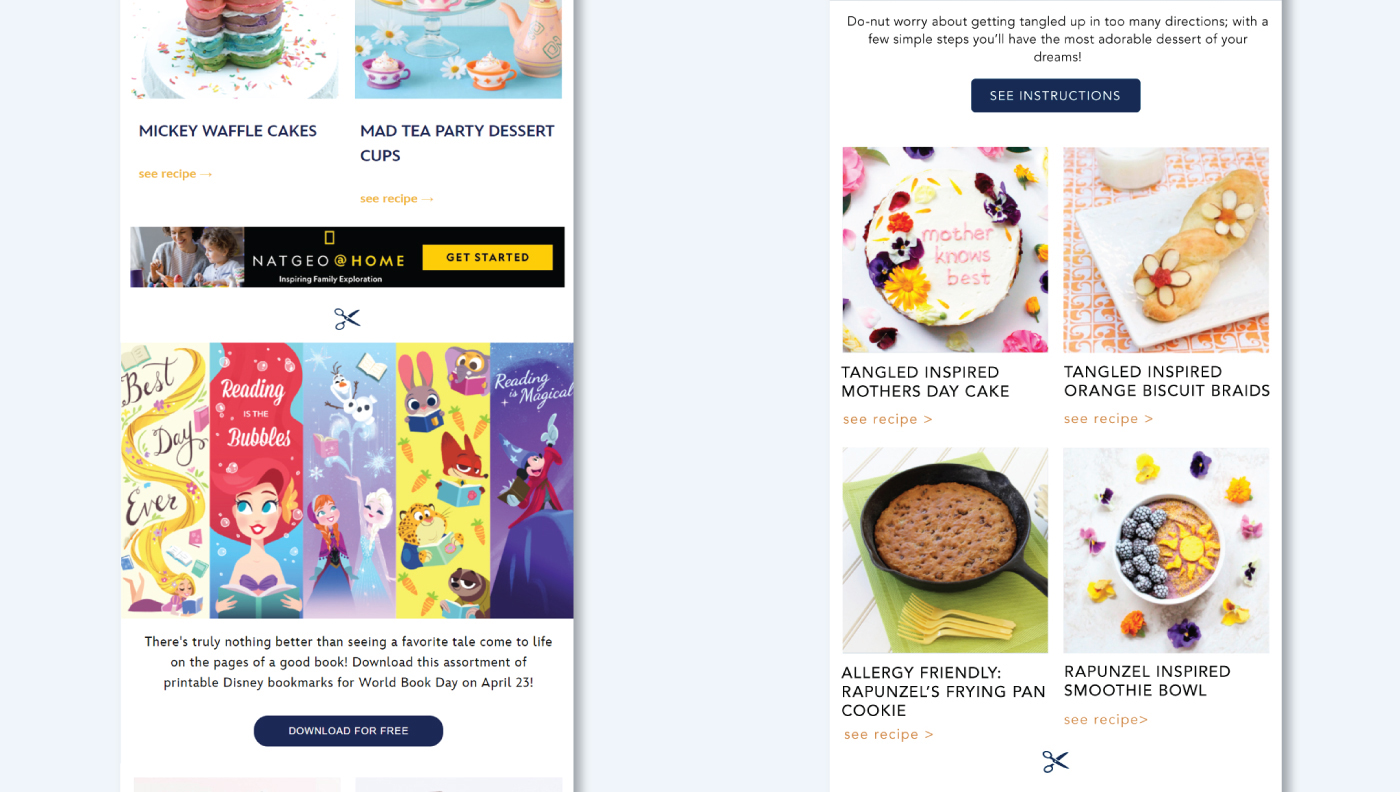 MICKEY WAFFLE CAKES
see recipe →
MAD TEA PARTY DESSERT
CUPS
see recipe →
NATGEO@HOME
Inspiring Family Exploration
GET STARTED
Best
Day
Ever
Reading
IS THE
Bubbles
Reading
is Magical
There's truly nothing better than seeing a favorite tale come to life
on the pages of a good book! Download this assortment of
printable Disney bookmarks for World Book Day on April 23!
DOWNLOAD FOR FREE
Do-nut worry about getting tangled up in too many directions; with a
few simple steps you'll have the most adorable dessert of your
dreams!
SEE INSTRUCTIONS
mother
knows
best
TANGLED INSPIRED
MOTHERS DAY CAKE
see recipe >
TANGLED INSPIRED
ORANGE BISCUIT BRAIDS
see recipe >
ALLERGY FRIENDLY:
RAPUNZEL'S FRYING PAN
COOKIE
see recipe >
RAPUNZEL INSPIRED
SMOOTHIE BOWL
see recipe>